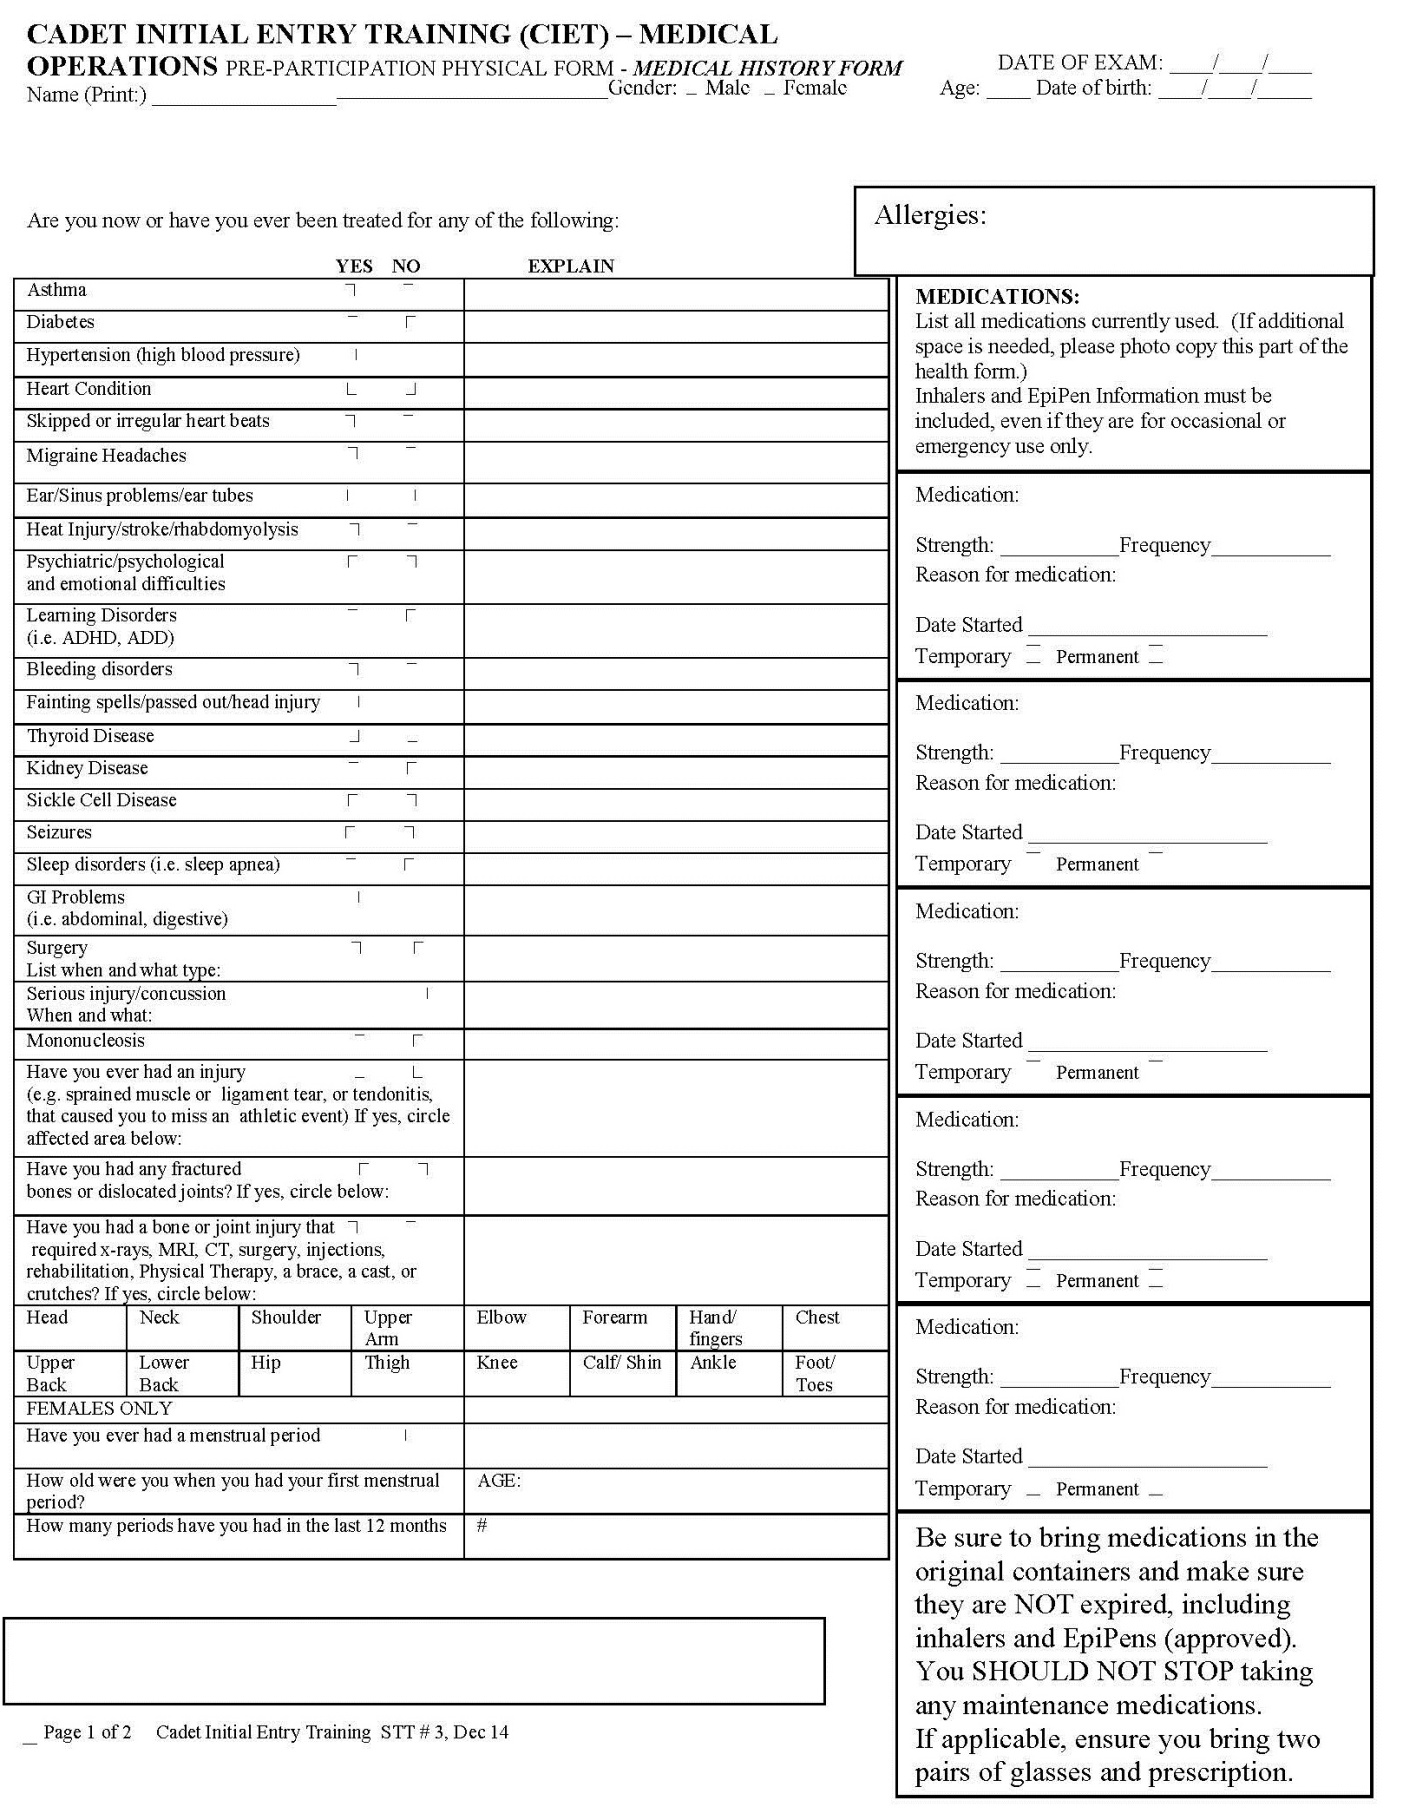 CADET INITIAL ENTRY TRAINING (CIET) – MEDICAL
OPERATIONS PRE-PARTICIPATION PHYSICAL FORM - MEDICAL HISTORY FORM
DATE OF EXAM: ____/____/____
Name (Print:) __________________________________________ Gender: _ Male _ Female
Age: ____ Date of birth: ____/____/_____
Are you now or have you ever been treated for any of the following:
YES NO EXPLAIN
Asthma
Diabetes
Hypertension (high blood pressure)
Heart Condition
Skipped or irregular heart beats
Migraine Headaches
Ear/Sinus problems/ear tubes
Heat Injury/stroke/rhabdomyolysis
Psychiatric/psychological
and emotional difficulties
Learning Disorders
(i.e. ADHD, ADD)
Bleeding disorders
Fainting spells/passed out/head injury
Thyroid Disease
Kidney Disease
Sickle Cell Disease
Seizures
Sleep disorders (i.e. sleep apnea)
GI Problems
(i.e. abdominal, digestive)
Surgery
List when and what type:
Serious injury/concussion
When and what:
Mononucleosis
Have you ever had an injury
(e.g. sprained muscle or ligament tear, or tendonitis,
that caused you to miss an athletic event) If yes, circle
affected area below:
Have you had any fractured
bones or dislocated joints? If yes, circle below:
Have you had a bone or joint injury that
required x-rays, MRI, CT, surgery, injections,
rehabilitation, Physical Therapy, a brace, a cast, or
crutches? If yes, circle below:
Head Neck Shoulder Upper Elbow Forearm Hand/ Chest
Arm fingers
Upper Lower Hip Thigh Knee Calf/ Shin Ankle Foot/
Back Back Toes
FEMALES ONLY
Have you ever had a menstrual period
How old were you when you had your first menstrual AGE:
period?
How many periods have you had in the last 12 months #
Allergies:
MEDICATIONS:
List all medications currently used. (If additional
space is needed, please photo copy this part of the
health form.)
Inhalers and EpiPen Information must be
included, even if they are for occasional or
emergency use only.
Medication:
Strength: ___________Frequency___________
Reason for medication:
Date Started ______________________
Temporary Permanent
Medication:
Strength: ___________Frequency___________
Reason for medication:
Date Started ______________________
Temporary Permanent
Medication:
Strength: ___________Frequency___________
Reason for medication:
Date Started ______________________
Temporary Permanent
Medication:
Strength: ___________Frequency___________
Reason for medication:
Date Started ______________________
Temporary Permanent
Medication:
Strength: ___________Frequency___________
Reason for medication:
Date Started ______________________
Temporary Permanent
Be sure to bring medications in the
original containers and make sure
they are NOT expired, including
inhalers and EpiPens (approved).
You SHOULD NOT STOP taking
any maintenance medications.
If applicable, ensure you bring two
pairs of glasses and prescription.
Page 1 of 2 Cadet Initial Entry Training STT # 3, Dec 14